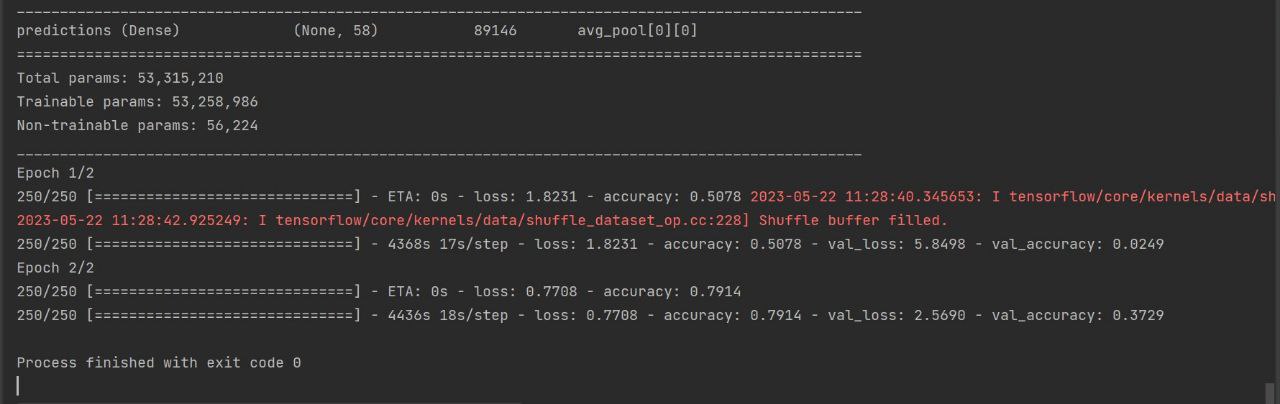 predictions (Dense) (None, 58) 89146 avg_pool[0][0]
==================================================================================================
Total params: 53,315,210
Trainable params: 53,258,986
Non-trainable params: 56,224
__________________________________________________________________________________________________
Epoch 1/2
250/250 [==============================] - ETA: 0s - loss: 1.8231 - accuracy: 0.5078 2023-05-22 11:28:40.345653: I tensorflow/core/kernels/data/sh
2023-05-22 11:28:42.925249: I tensorflow/core/kernels/data/shuffle_dataset_op.cc:228] Shuffle buffer filled.
250/250 [==============================] - 4368s 17s/step - loss: 1.8231 - accuracy: 0.5078 - val_loss: 5.8498 - val_accuracy: 0.0249
Epoch 2/2
250/250 [==============================] - ETA: 0s - loss: 0.7708 - accuracy: 0.7914
250/250 [==============================] - 4436s 18s/step - loss: 0.7708 - accuracy: 0.7914 - val_loss: 2.5690 - val_accuracy: 0.3729
Process finished with exit code 0